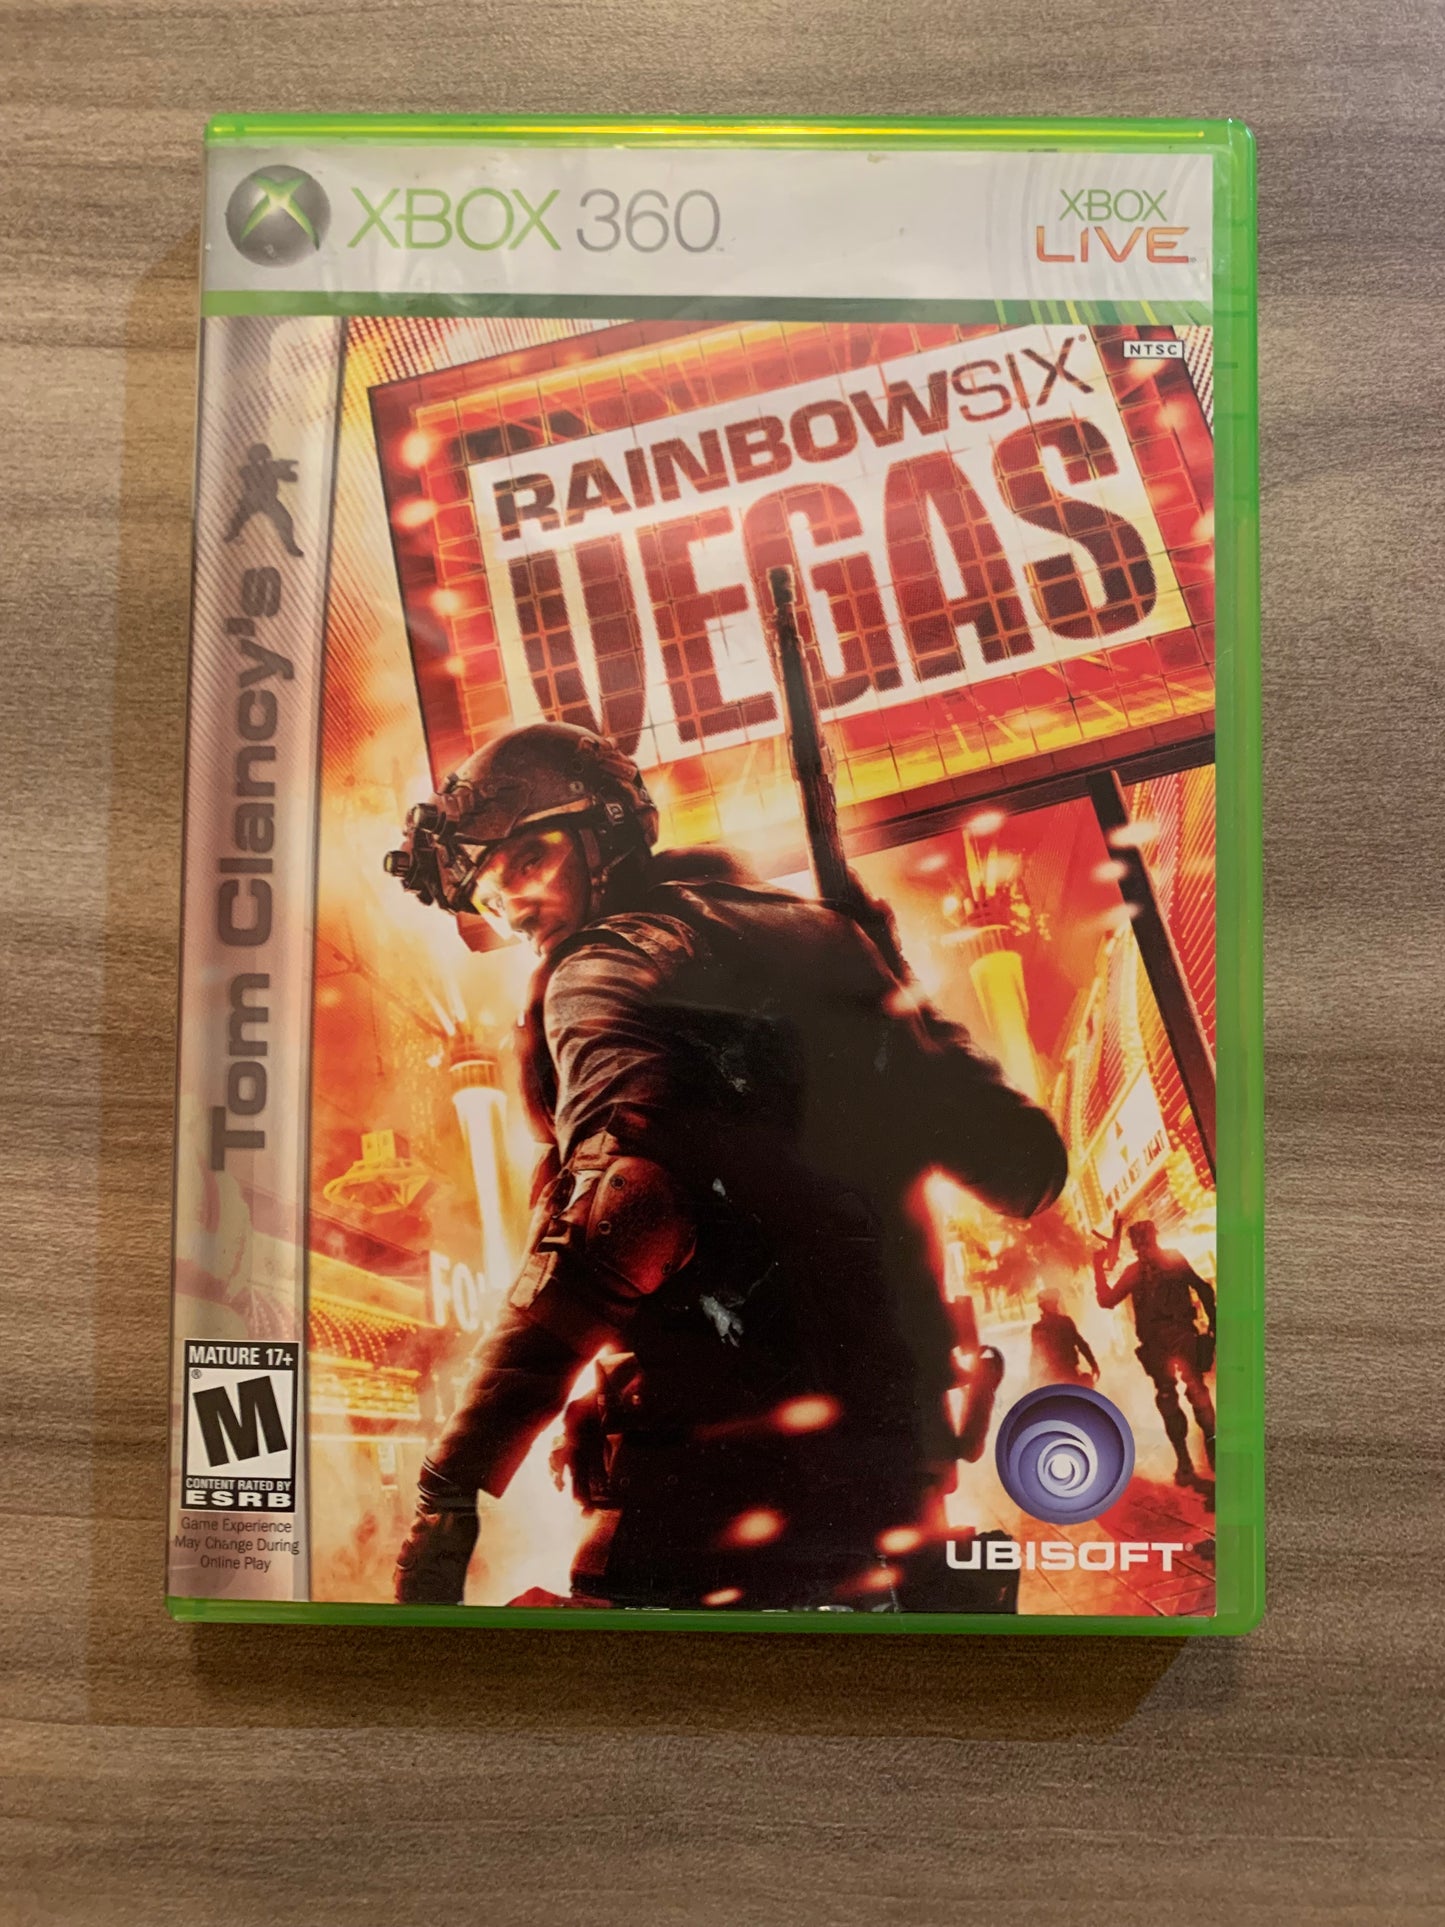 XBOX 360
XBOX
LIVE
NTSC
RAINBOWSIX®
VEGAS
Tom Clancy's
MATURE 17+
M
®
CONTENT RATED BY
ESRB
Game Experience
May Change During
Online Play
UBISOFT®